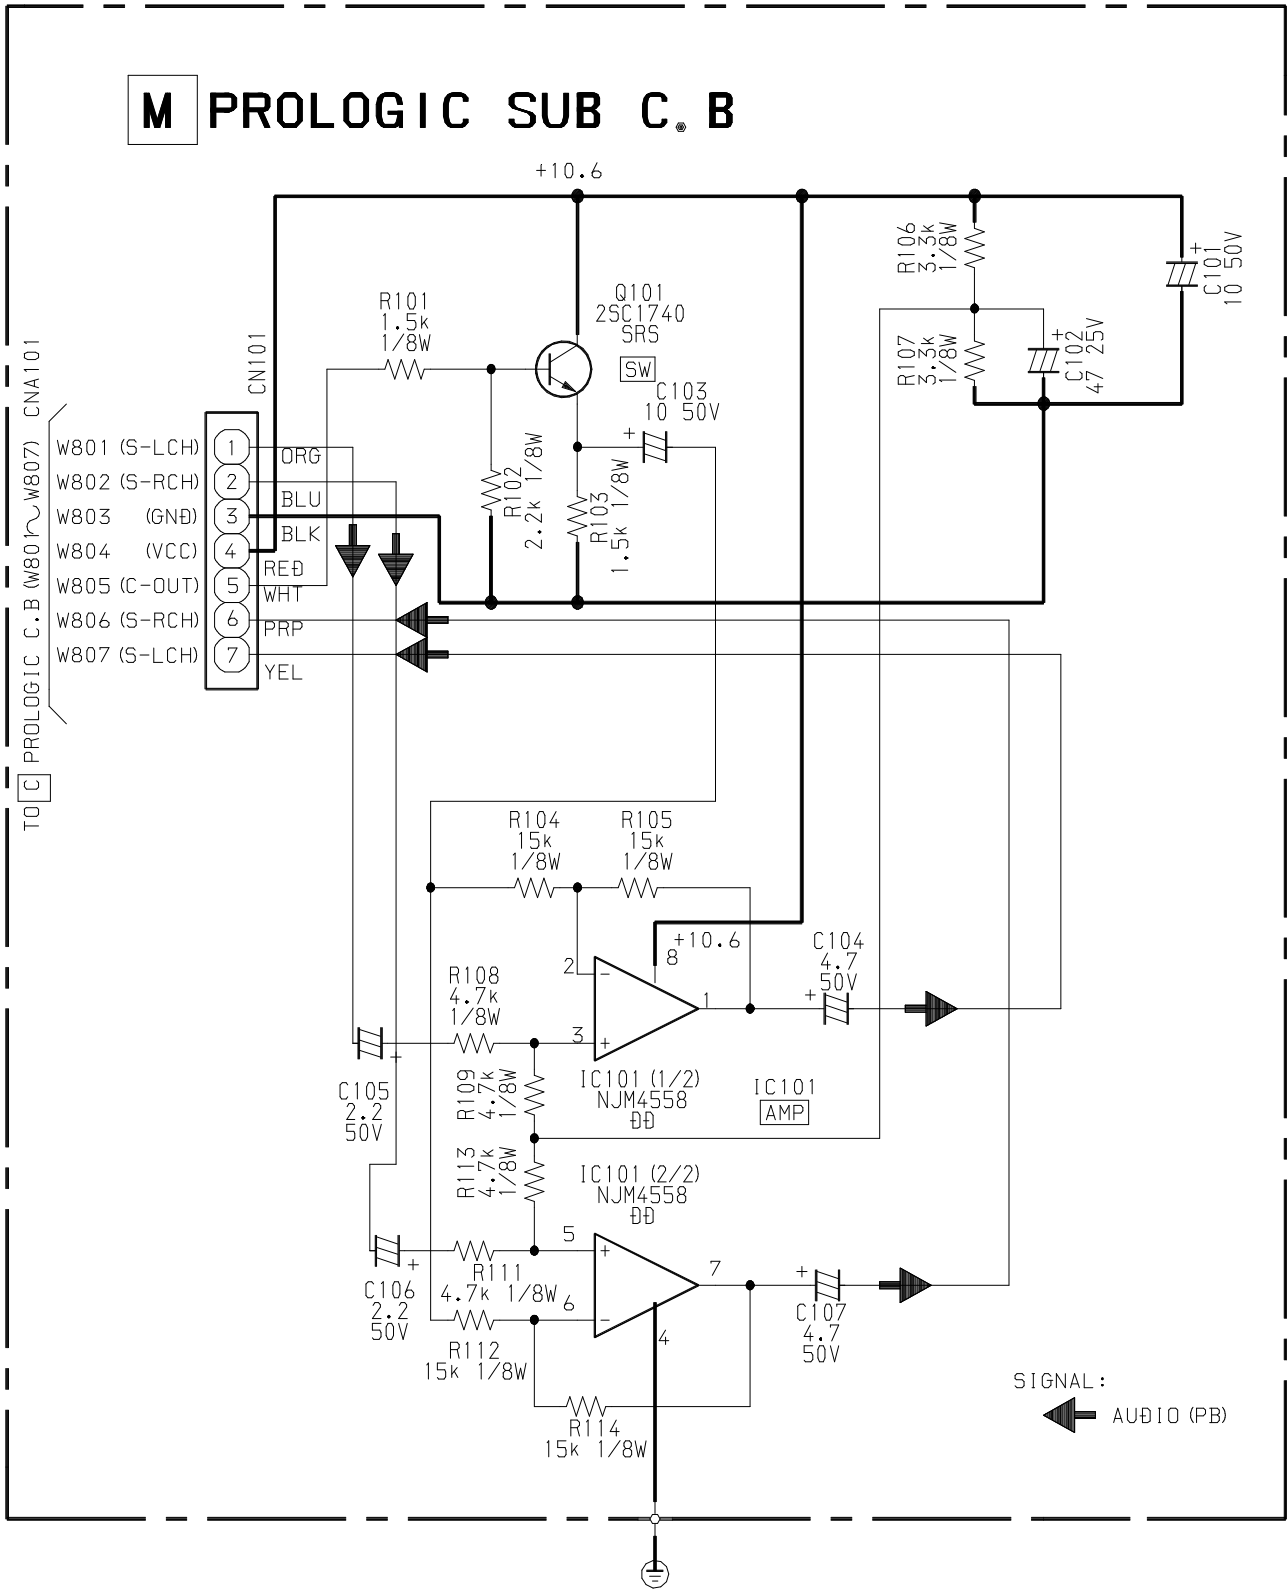 M PROLOGIC SUB C.B
+10.6
R106
3.3k
1/8W
C101
10 50V
R101
1.5k
1/8W
Q101
2SC1740
SRS
SW
R107
3.3k
1/8W
C102
47 25V
C103
10 50V
CN101
TO C PROLOGIC C.B (W801~W807) CNA101
W801 (S-LCH) 1 ORG
W802 (S-RCH) 2 BLU
W803 (GND) 3 BLK
W804 (VCC) 4 RED
W805 (C-OUT) 5 WHT
W806 (S-RCH) 6 PRP
W807 (S-LCH) 7 YEL
R102
2.2k 1/8W
R103
1.5k 1/8W
R104
15k
1/8W
R105
15k
1/8W
+10.6
8
2
-
1
3
+
C104
4.7
50V
+
R108
4.7k
1/8W
C105
2.2
50V
R109
4.7k
1/8W
IC101 (1/2)
NJM4558
DD
IC101
AMP
R113
4.7k
1/8W
IC101 (2/2)
NJM4558
DD
5
+
7
6
-
4
C106
2.2
50V
R111
4.7k 1/8W
C107
4.7
50V
+
R112
15k 1/8W
R114
15k 1/8W
SIGNAL:
AUDIO (PB)